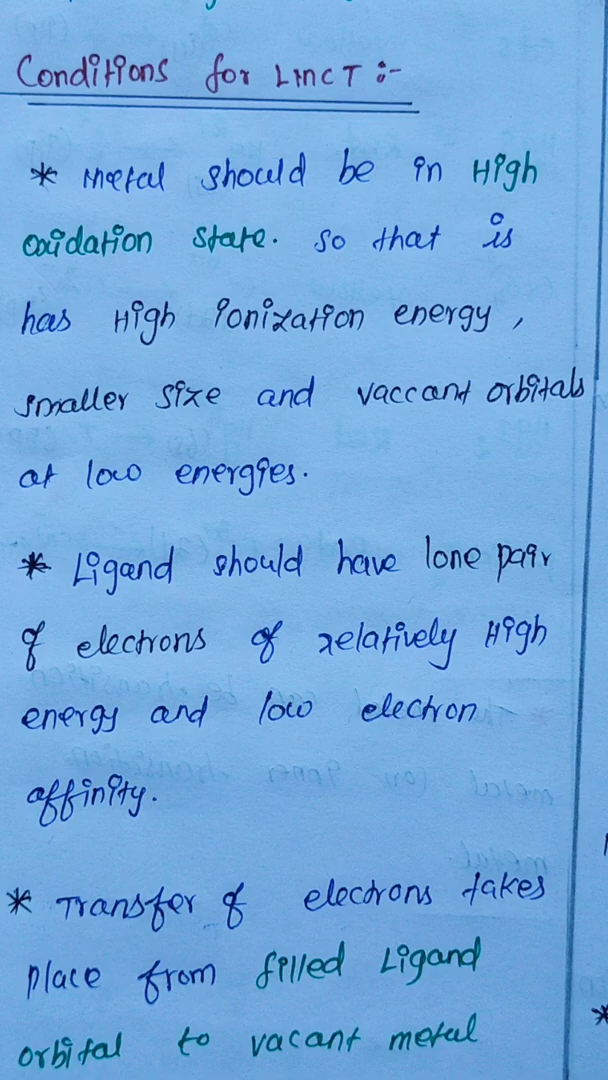 Conditions for LMCT :-
* Metal should be in High
oxidation state. so that is
has High ionization energy,
smaller size and vaccant orbitals
at low energies.
* Ligand should have lone pair
of electrons of relatively High
energy and low electron
affinity.
* Transfer of electrons takes
place from filled Ligand
orbital to vacant metal